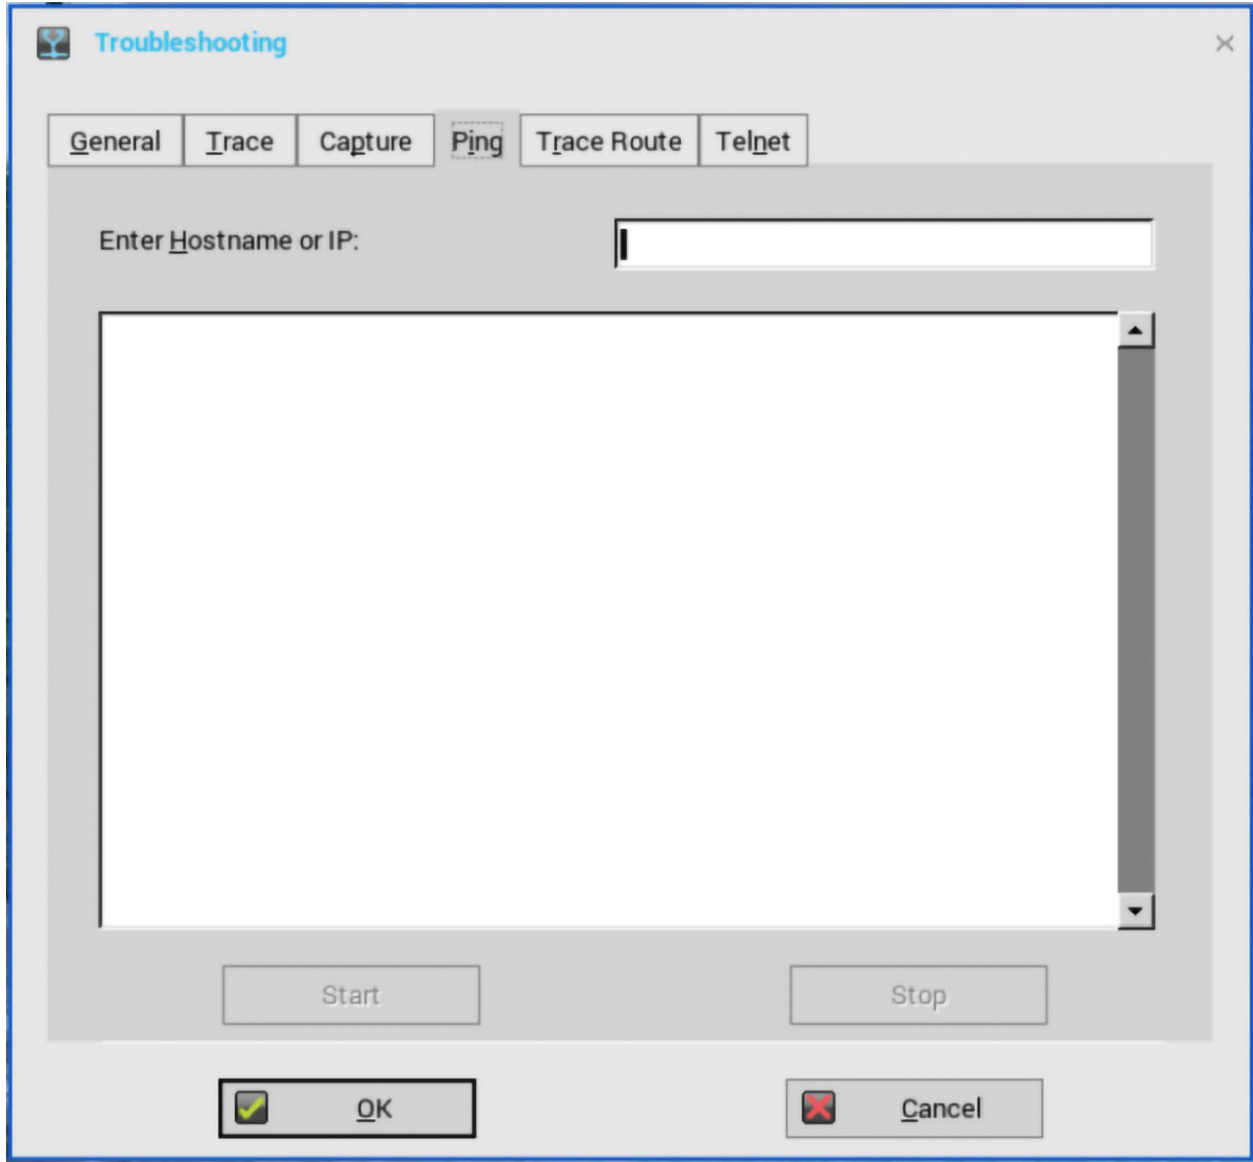 Troubleshooting
General Trace Capture Ping Trace Route Telnet
Enter Hostname or IP:
Start Stop
OK Cancel